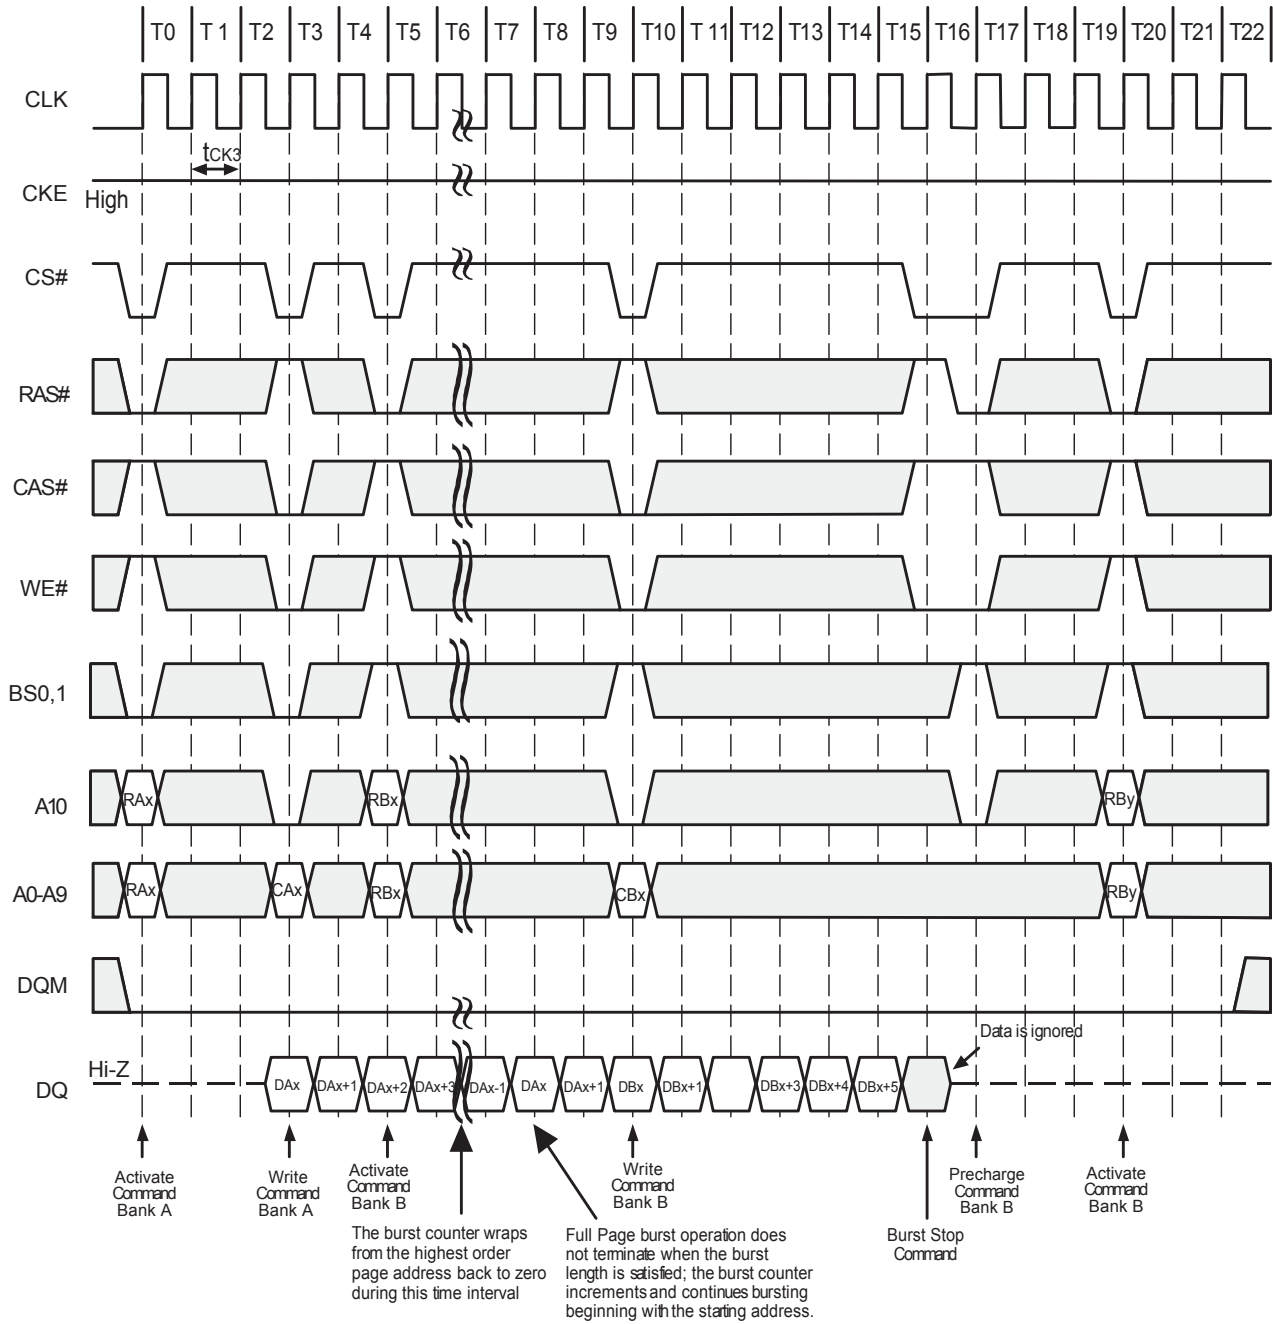 T0 T 1 T2 T3 T4 T5 T6 T7 T8 T9 T10 T 11 T12 T13 T14 T15 T16 T17 T18 T19 T20 T21 T22
CLK
tCK3
CKE High
CS#
RAS#
CAS#
WE#
BS0,1
A10 RAx RBx RBy
A0-A9 RAx CAx RBx CBx RBy
DQM
Data is ignored
Hi-Z
DQ DAx DAx+1 DAx+2 DAx+3 DAx-1 DAx DAx+1 DBx DBx+1 DBx+3 DBx+4 DBx+5
Activate
Command
Bank A
Write
Command
Bank A
Activate
Command
Bank B
The burst counter wraps
from the highest order
page address back to zero
during this time interval
Full Page burst operation does
not terminate when the burst
length is satisfied; the burst counter
increments and continues bursting
beginning with the starting address.
Write
Command
Bank B
Burst Stop
Command
Precharge
Command
Bank B
Activate
Command
Bank B